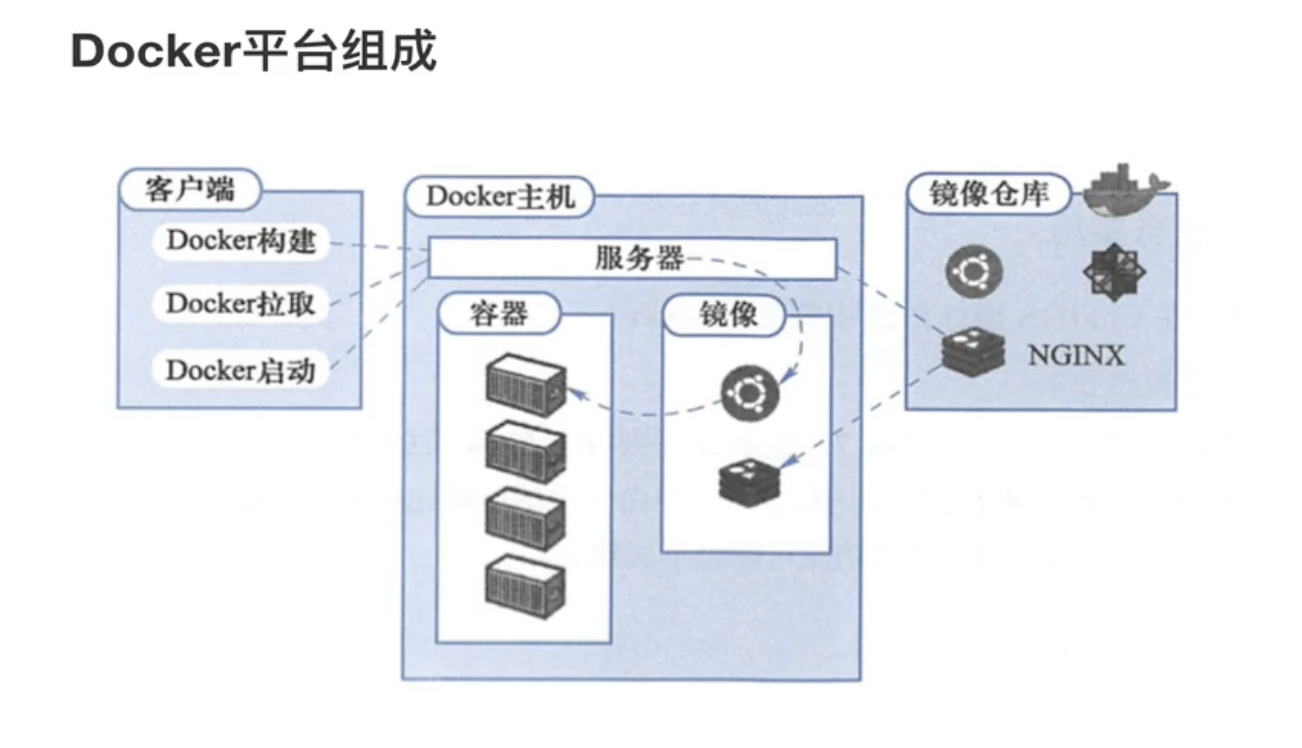 Docker平台组成
客户端
Docker构建
Docker拉取
Docker启动
Docker主机
服务器
容器
镜像
镜像仓库
NGINX